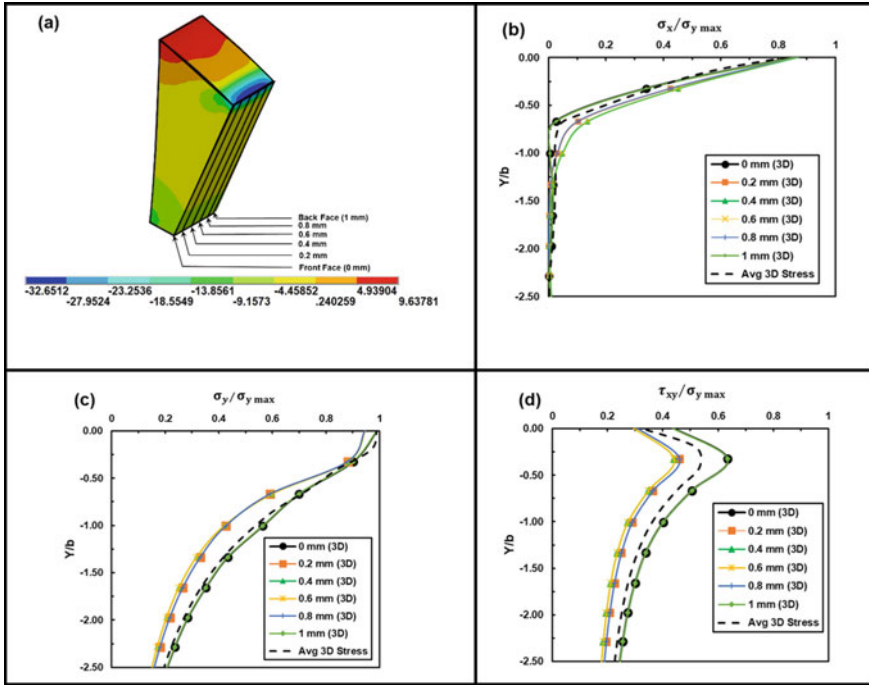 (a)
Back Face (1 mm)
0.8 mm
0.6 mm
0.4 mm
0.2 mm
Front Face (0 mm)
-32.6512 -23.2536 -13.8561 -4.45852 4.93904
-27.9524 -18.5549 -9.1573 .240259 9.63781
(b)
σx/σy max
0 0.2 0.4 0.6 0.8 1
0.00
-0.50
-1.00
-1.50
-2.00
-2.50
Y/b
0 mm (3D)
0.2 mm (3D)
0.4 mm (3D)
0.6 mm (3D)
0.8 mm (3D)
1 mm (3D)
Avg 3D Stress
(c)
σy/σy max
0 0.2 0.4 0.6 0.8 1
0.00
-0.50
-1.00
-1.50
-2.00
-2.50
Y/b
0 mm (3D)
0.2 mm (3D)
0.4 mm (3D)
0.6 mm (3D)
0.8 mm (3D)
1 mm (3D)
Avg 3D Stress
(d)
τxy/σy max
0 0.2 0.4 0.6 0.8 1
0.00
-0.50
-1.00
-1.50
-2.00
-2.50
Y/b
0 mm (3D)
0.2 mm (3D)
0.4 mm (3D)
0.6 mm (3D)
0.8 mm (3D)
1 mm (3D)
Avg 3D Stress